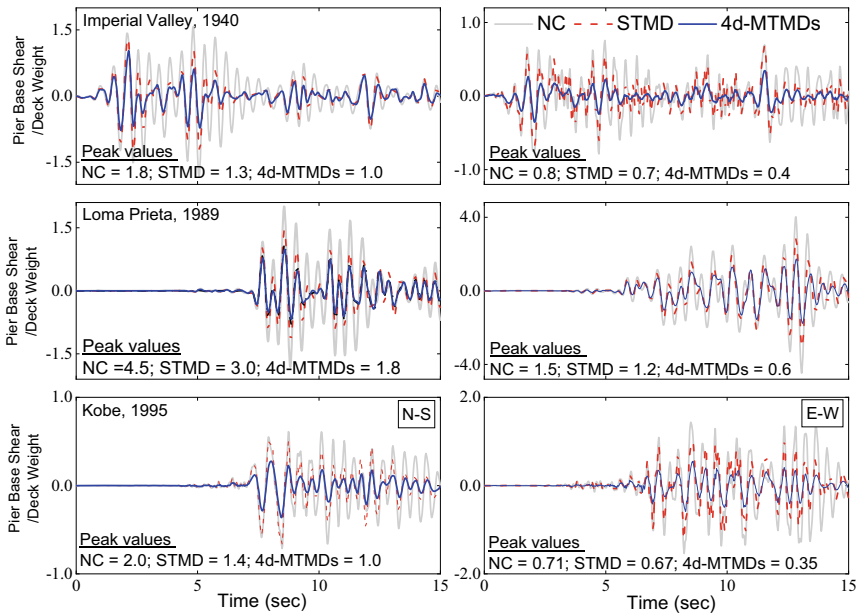 Imperial Valley, 1940
NC STMD 4d-MTMDs
Pier Base Shear
/Deck Weight
1.5
0.0
-1.5
1.0
0.0
-1.0
Peak values
NC = 1.8; STMD = 1.3; 4d-MTMDs = 1.0
Peak values
NC = 0.8; STMD = 0.7; 4d-MTMDs = 0.4
Loma Prieta, 1989
Pier Base Shear
/Deck Weight
1.5
0.0
-1.5
4.0
0.0
-4.0
Peak values
NC =4.5; STMD = 3.0; 4d-MTMDs = 1.8
Peak values
NC = 1.5; STMD = 1.2; 4d-MTMDs = 0.6
Kobe, 1995
N-S
E-W
Pier Base Shear
/Deck Weight
1.0
0.0
-1.0
2.0
0.0
-2.0
Peak values
NC = 2.0; STMD = 1.4; 4d-MTMDs = 1.0
Peak values
NC = 0.71; STMD = 0.67; 4d-MTMDs = 0.35
0 5 10 15
0 5 10 15
Time (sec)
Time (sec)